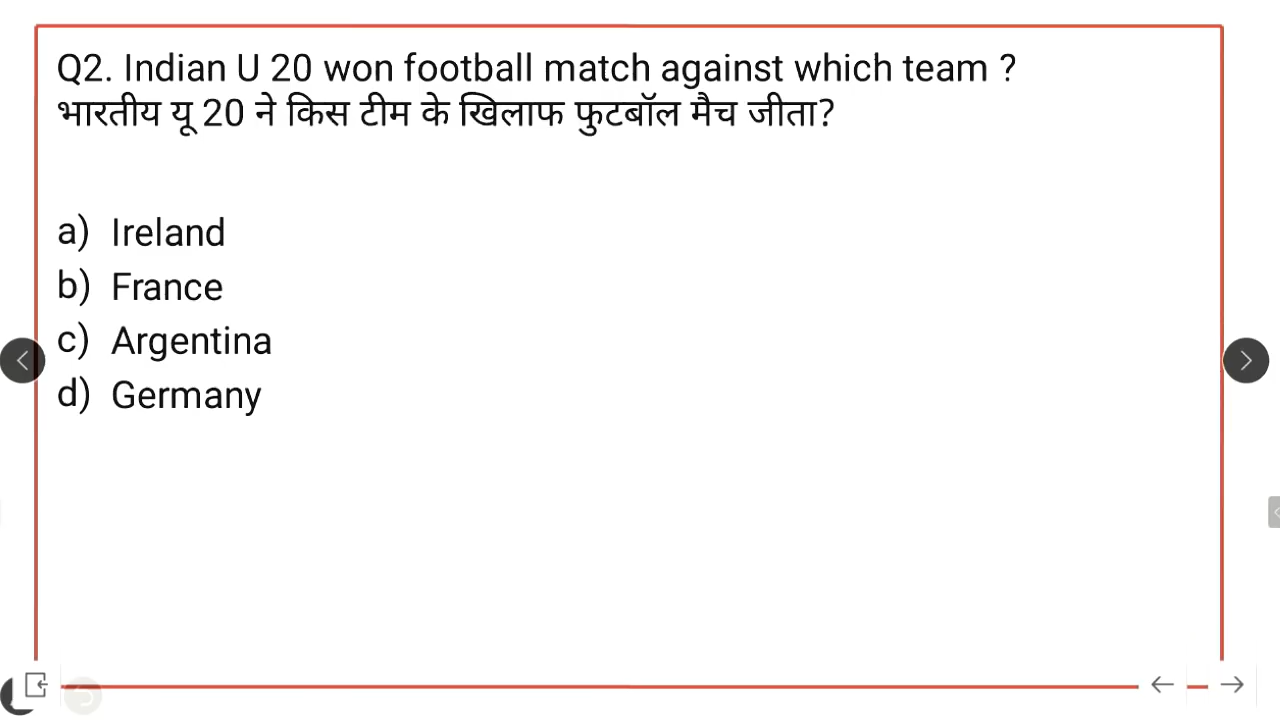 Q2. Indian U 20 won football match against which team ?
भारतीय यू 20 ने किस टीम के खिलाफ फुटबॉल मैच जीता?
a) Ireland
b) France
c) Argentina
d) Germany